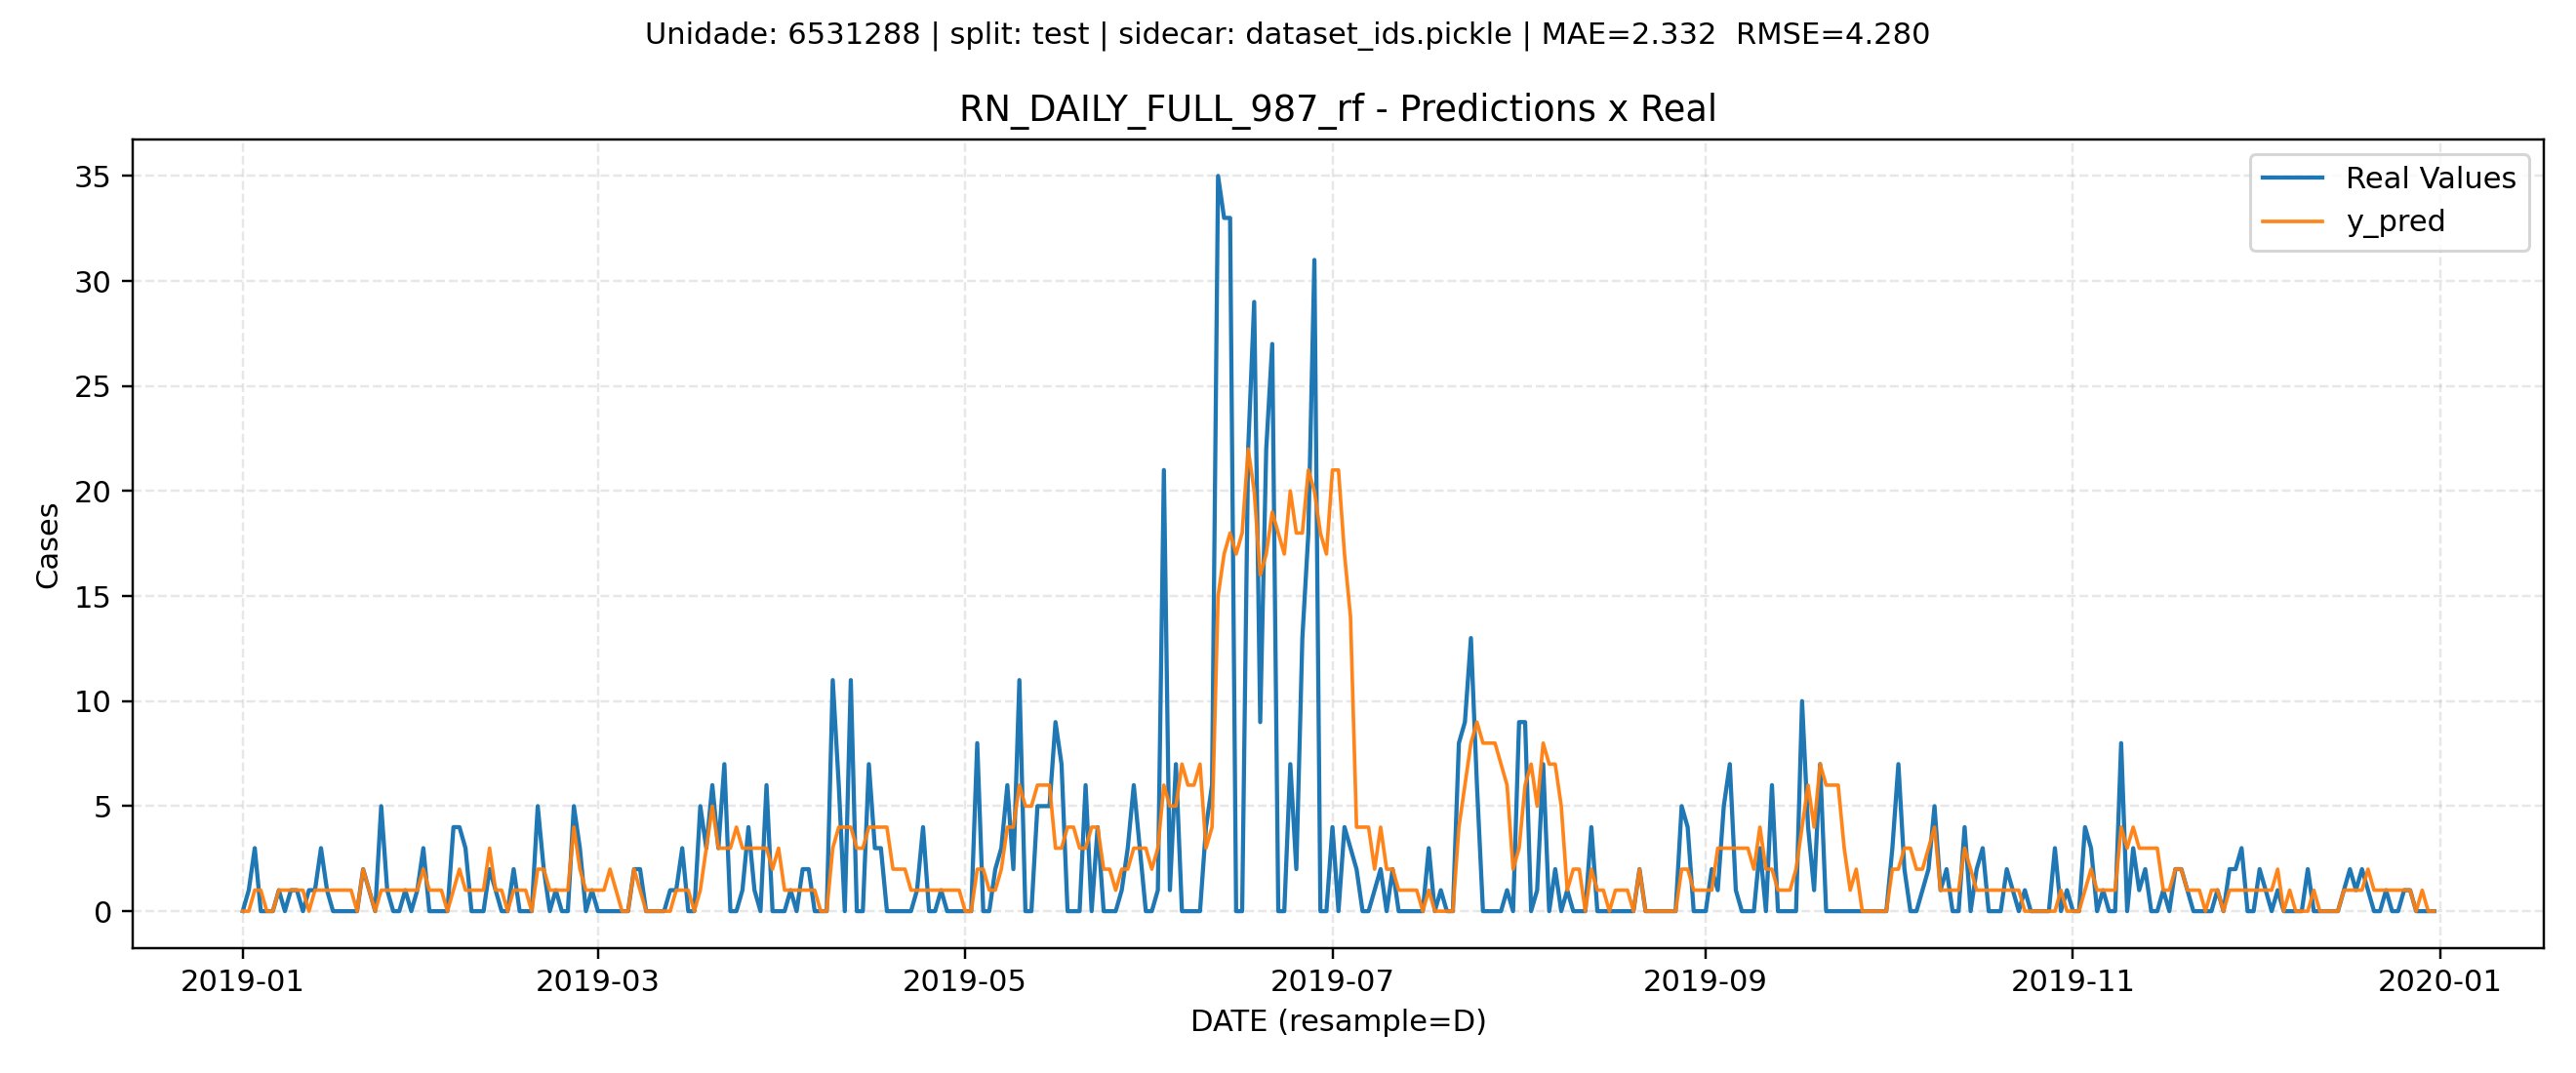 Unidade: 6531288 | split: test | sidecar: dataset_ids.pickle | MAE=2.332  RMSE=4.280
RN_DAILY_FULL_987_rf - Predictions x Real
Real Values
y_pred
35
30
25
20
15
10
5
0
Cases
2019-01
2019-03
2019-05
2019-07
2019-09
2019-11
2020-01
DATE (resample=D)